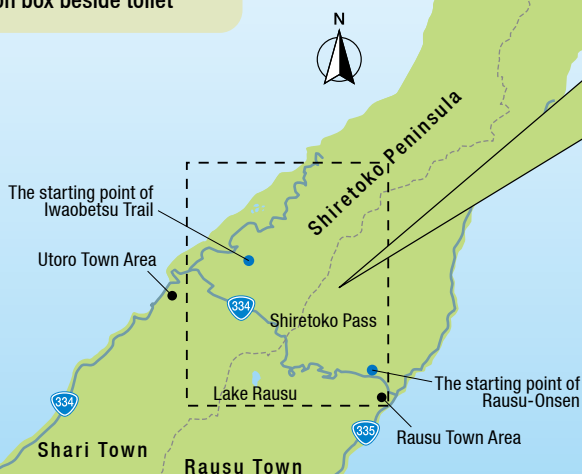 on box beside toilet
N
Shiretoko Peninsula
The starting point of
Iwaobetsu Trail
Utoro Town Area
334
Shiretoko Pass
The starting point of
Rausu-Onsen
Lake Rausu
334
335
Rausu Town Area
Shari Town
Rausu Town